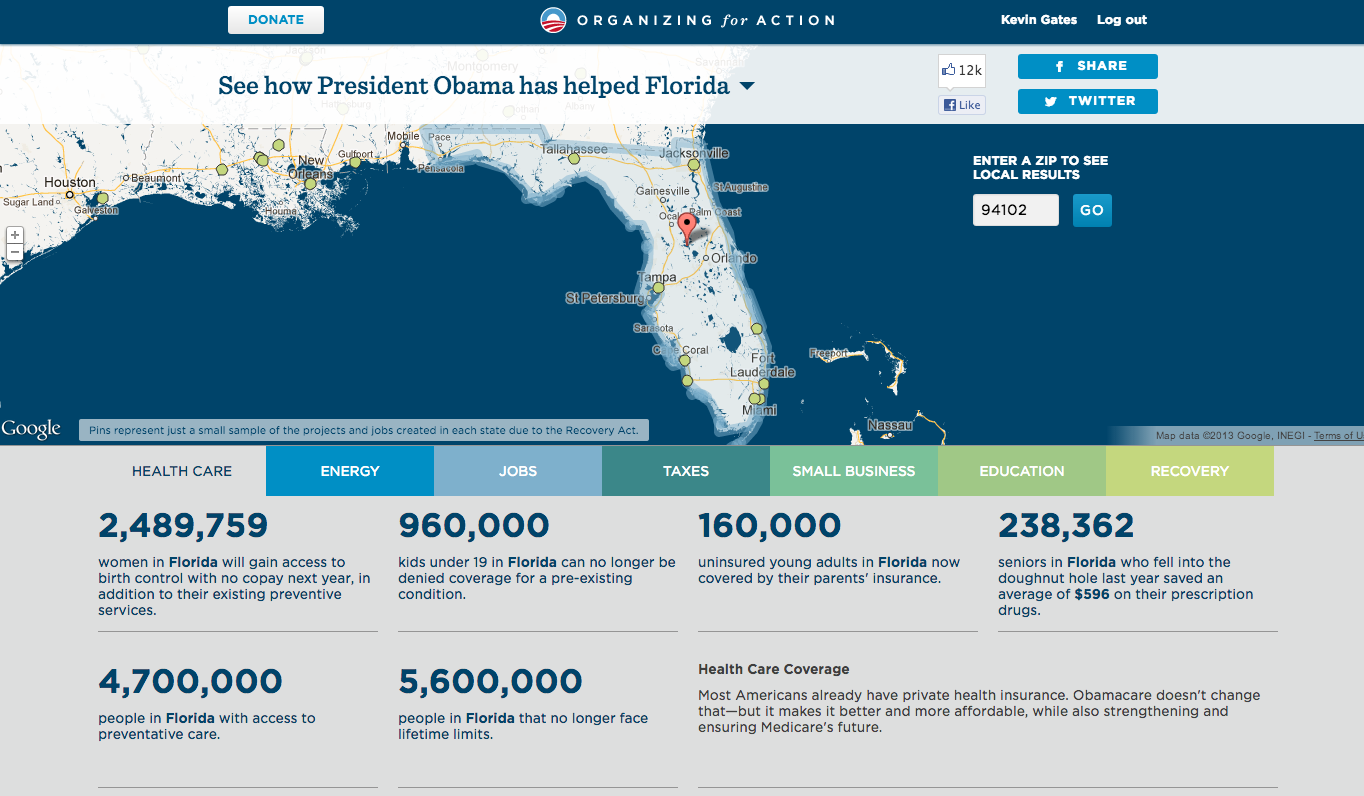 DONATE
ORGANIZING for ACTION
Kevin Gates Log out
Jackson
Montgomery
Savannah
Hattiesburg
Dothan
Albany
See how President Obama has helped Florida
12k
Like
SHARE
TWITTER
Houston
Sugar Land
Beaumont
Galveston
New
Orleans
Houma
Gulfport
Mobile
Pace
Pensacola
Tallahassee
Jacksonville
St Augustine
Gainesville
Palm Coast
Orlando
Tampa
St Petersburg
Sarasota
Coral
Fort
Lauderdale
Miami
Freeport
Nassau
ENTER A ZIP TO SEE
LOCAL RESULTS
94102
GO
+
−
Google
Pins represent just a small sample of the projects and jobs created in each state due to the Recovery Act.
Map data ©2013 Google, INEGI - Terms of U
HEALTH CARE
ENERGY
JOBS
TAXES
SMALL BUSINESS
EDUCATION
RECOVERY
2,489,759
women in Florida will gain access to
birth control with no copay next year, in
addition to their existing preventive
services.
960,000
kids under 19 in Florida can no longer be
denied coverage for a pre-existing
condition.
160,000
uninsured young adults in Florida now
covered by their parents' insurance.
238,362
seniors in Florida who fell into the
doughnut hole last year saved an
average of $596 on their prescription
drugs.
4,700,000
people in Florida with access to
preventative care.
5,600,000
people in Florida that no longer face
lifetime limits.
Health Care Coverage
Most Americans already have private health insurance. Obamacare doesn't change
that—but it makes it better and more affordable, while also strengthening and
ensuring Medicare's future.